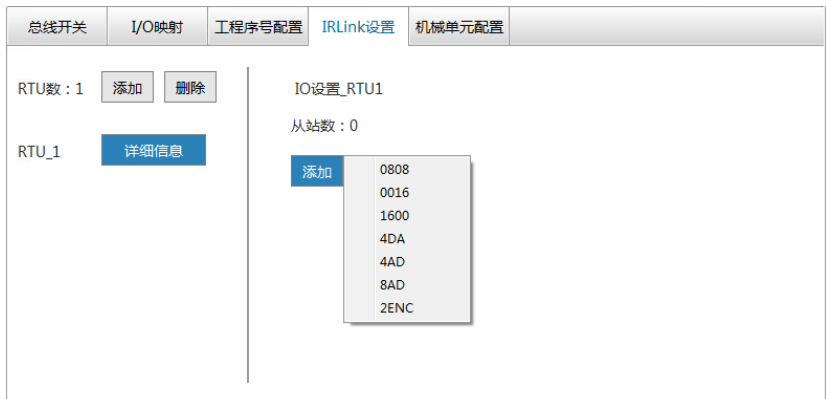 总线开关 I/O映射 工程序号配置 IRLink设置 机械单元配置
RTU数：1 添加 删除
RTU_1 详细信息
IO设置_RTU1
从站数：0
添加
0808
0016
1600
4DA
4AD
8AD
2ENC